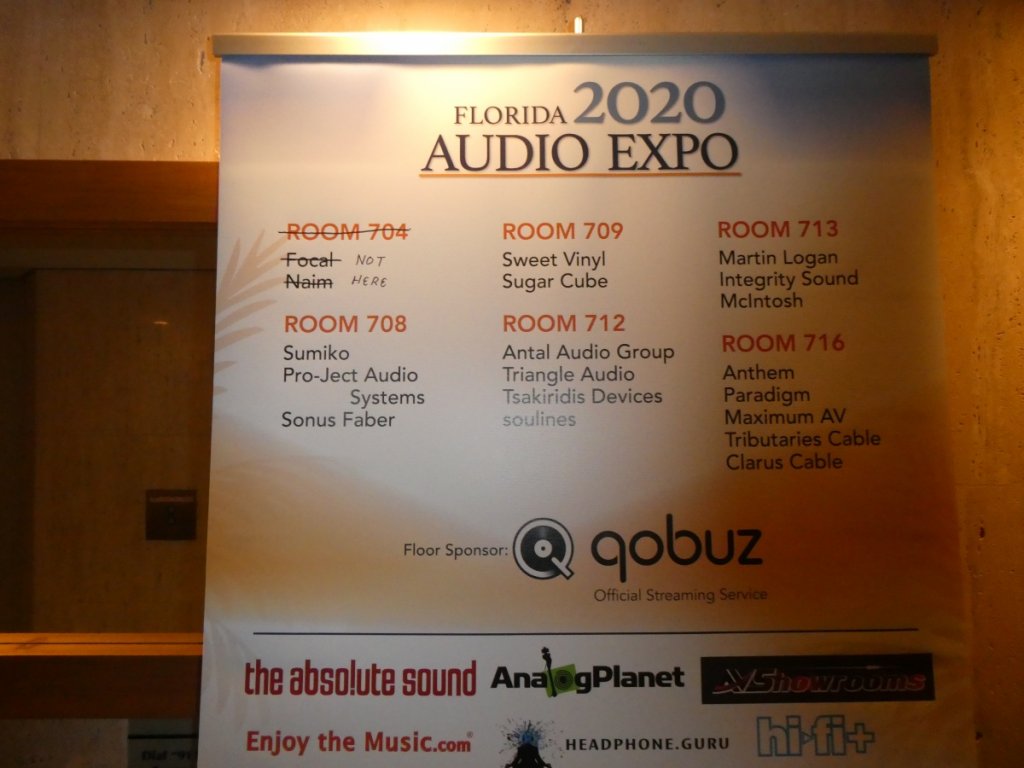 FLORIDA 2020
AUDIO EXPO
ROOM 704
Focal NOT
Naim HERE
ROOM 708
Sumiko
Pro-Ject Audio
Systems
Sonus Faber
ROOM 709
Sweet Vinyl
Sugar Cube
ROOM 712
Antal Audio Group
Triangle Audio
Tsakiridis Devices
soulines
ROOM 713
Martin Logan
Integrity Sound
McIntosh
ROOM 716
Anthem
Paradigm
Maximum AV
Tributaries Cable
Clarus Cable
Floor Sponsor: qobuz
Official Streaming Service
the abso!ute sound AnalogPlanet AVShowrooms
Enjoy the Music.com® HEADPHONE.GURU hi-fi+